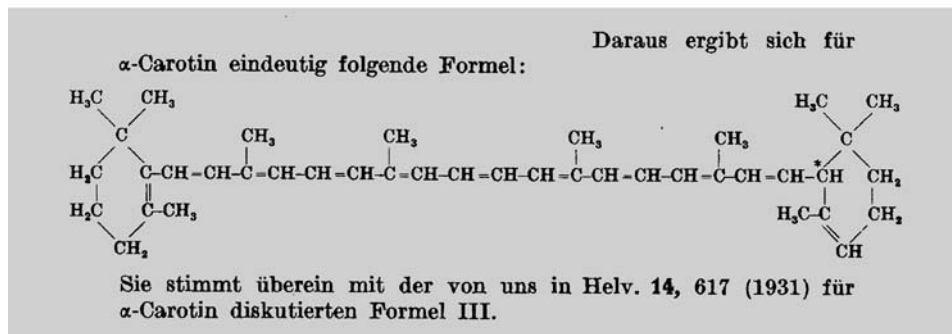 Daraus ergibt sich für
α-Carotin eindeutig folgende Formel:
H₃C CH₃ H₃C CH₃
C CH₃ CH₃ CH₃ CH₃ C
H₂C C–CH=CH–C=CH–CH=CH–C=CH–CH=CH–CH=C–CH=CH–CH=C–CH=CH–*CH CH₂
H₂C C–CH₃ H₃C–C CH₂
CH₂ CH
Sie stimmt überein mit der von uns in Helv. 14, 617 (1931) für
α-Carotin diskutierten Formel III.